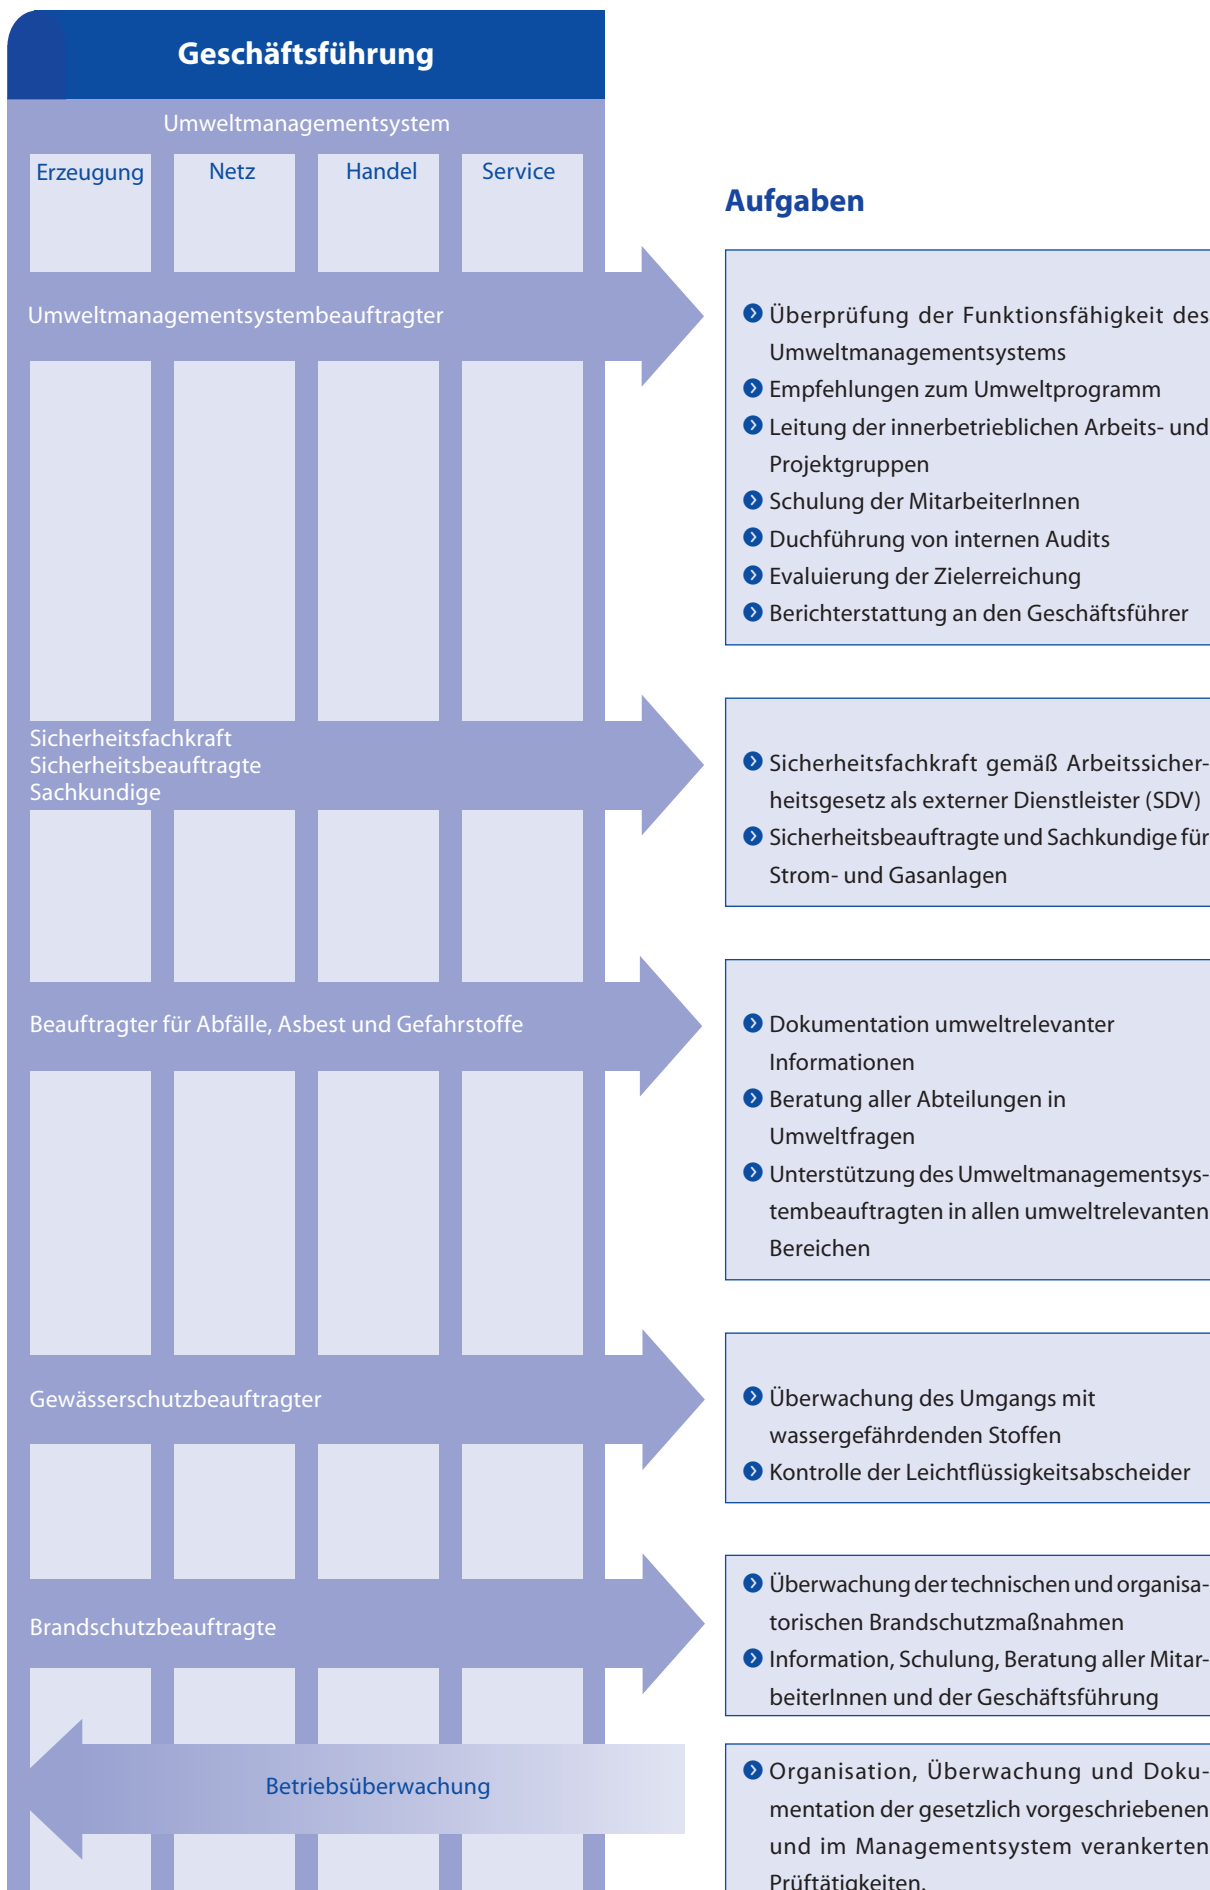 Geschäftsführung
Umweltmanagementsystem
Erzeugung Netz Handel Service
Aufgaben
Umweltmanagementsystembeauftragter
Überprüfung der Funktionsfähigkeit des
Umweltmanagementsystems
Empfehlungen zum Umweltprogramm
Leitung der innerbetrieblichen Arbeits- und
Projektgruppen
Schulung der MitarbeiterInnen
Duchführung von internen Audits
Evaluierung der Zielerreichung
Berichterstattung an den Geschäftsführer
Sicherheitsfachkraft
Sicherheitsbeauftragte
Sachkundige
Sicherheitsfachkraft gemäß Arbeitssicher-
heitsgesetz als externer Dienstleister (SDV)
Sicherheitsbeauftragte und Sachkundige für
Strom- und Gasanlagen
Beauftragter für Abfälle, Asbest und Gefahrstoffe
Dokumentation umweltrelevanter
Informationen
Beratung aller Abteilungen in
Umweltfragen
Unterstützung des Umweltmanagementsys-
tembeauftragten in allen umweltrelevanten
Bereichen
Gewässerschutzbeauftragter
Überwachung des Umgangs mit
wassergefährdenden Stoffen
Kontrolle der Leichtflüssigkeitsabscheider
Brandschutzbeauftragte
Überwachung der technischen und organisa-
torischen Brandschutzmaßnahmen
Information, Schulung, Beratung aller Mitar-
beiterInnen und der Geschäftsführung
Betriebsüberwachung
Organisation, Überwachung und Doku-
mentation der gesetzlich vorgeschriebenen
und im Managementsystem verankerten
Prüftätigkeiten.